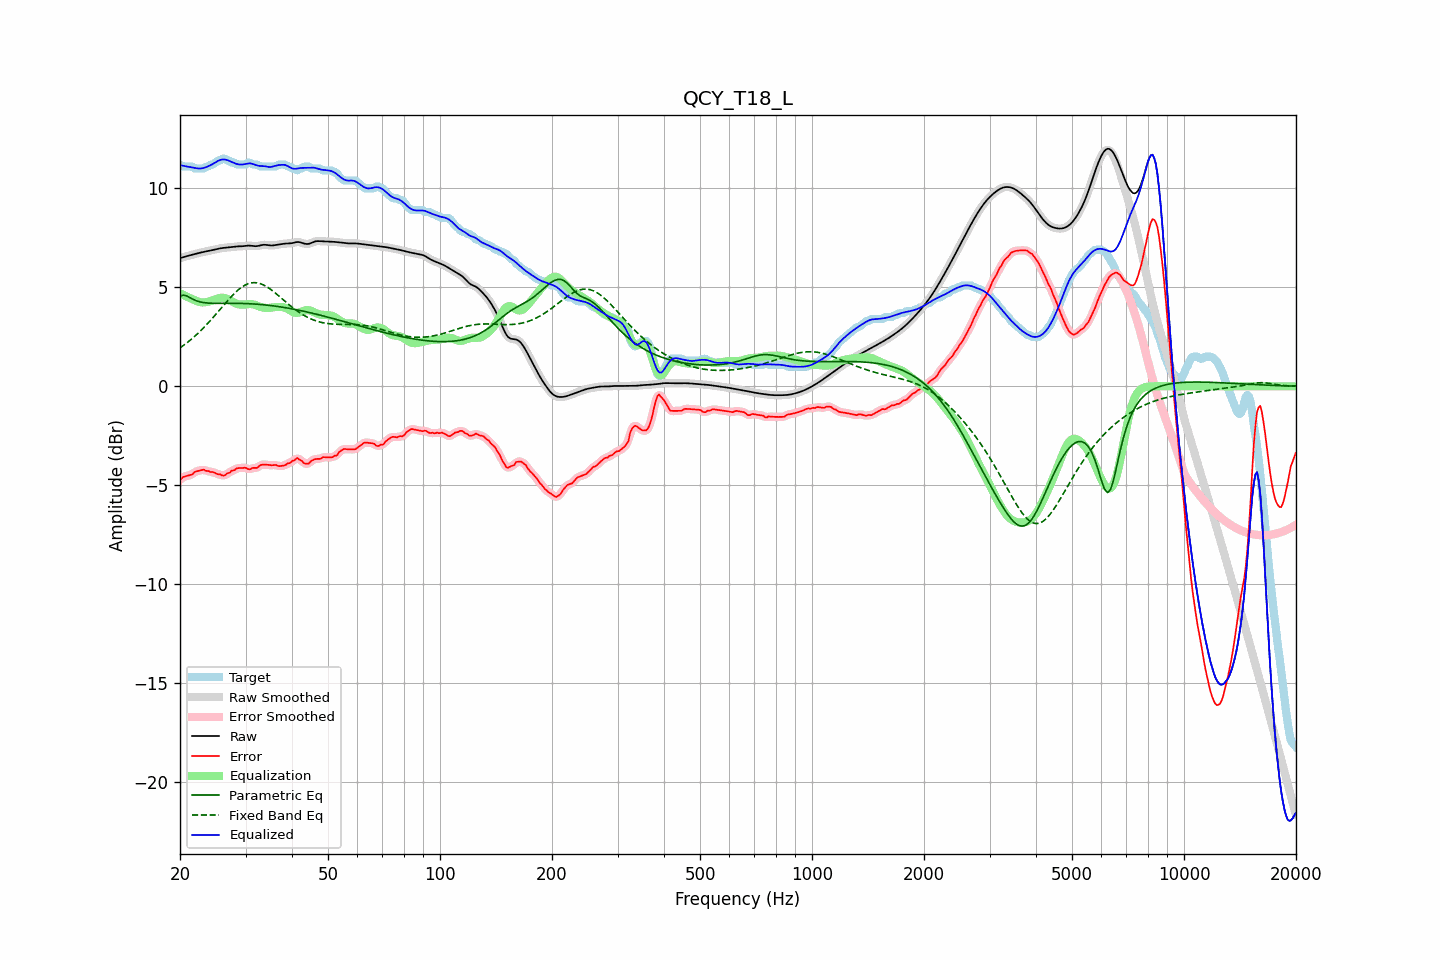 QCY_T18_L
Amplitude (dBr)
10
5
0
−5
−10
−15
−20
Target
Raw Smoothed
Error Smoothed
Raw
Error
Equalization
Parametric Eq
Fixed Band Eq
Equalized
20 50 100 200 500 1000 2000 5000 10000 20000
Frequency (Hz)